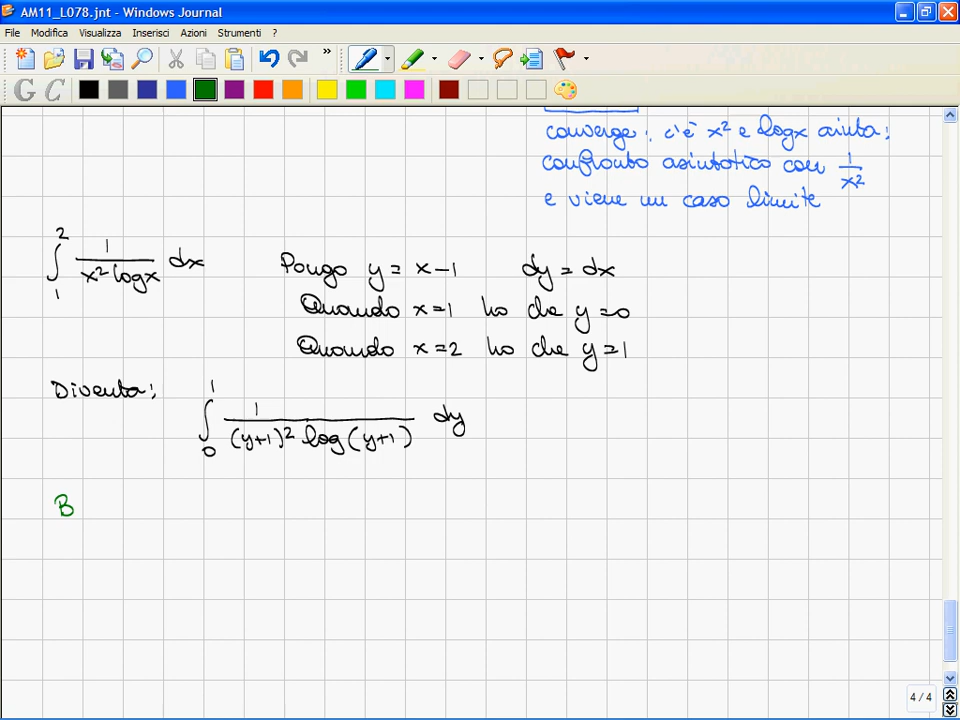 AM11_L078.jnt - Windows Journal
File Modifica Visualizza Inserisci Azioni Strumenti ?
G C
converge: c'è x² e log x aiuta;
confronto asintotico con 1/x²
e viene un caso limite
∫₁² 1/(x² log x) dx Pongo y = x-1 dy = dx
Quando x=1 ho che y=0
Quando x=2 ho che y=1
Diventa:
∫₀¹ 1/((y+1)² log(y+1)) dy
B
4 / 4